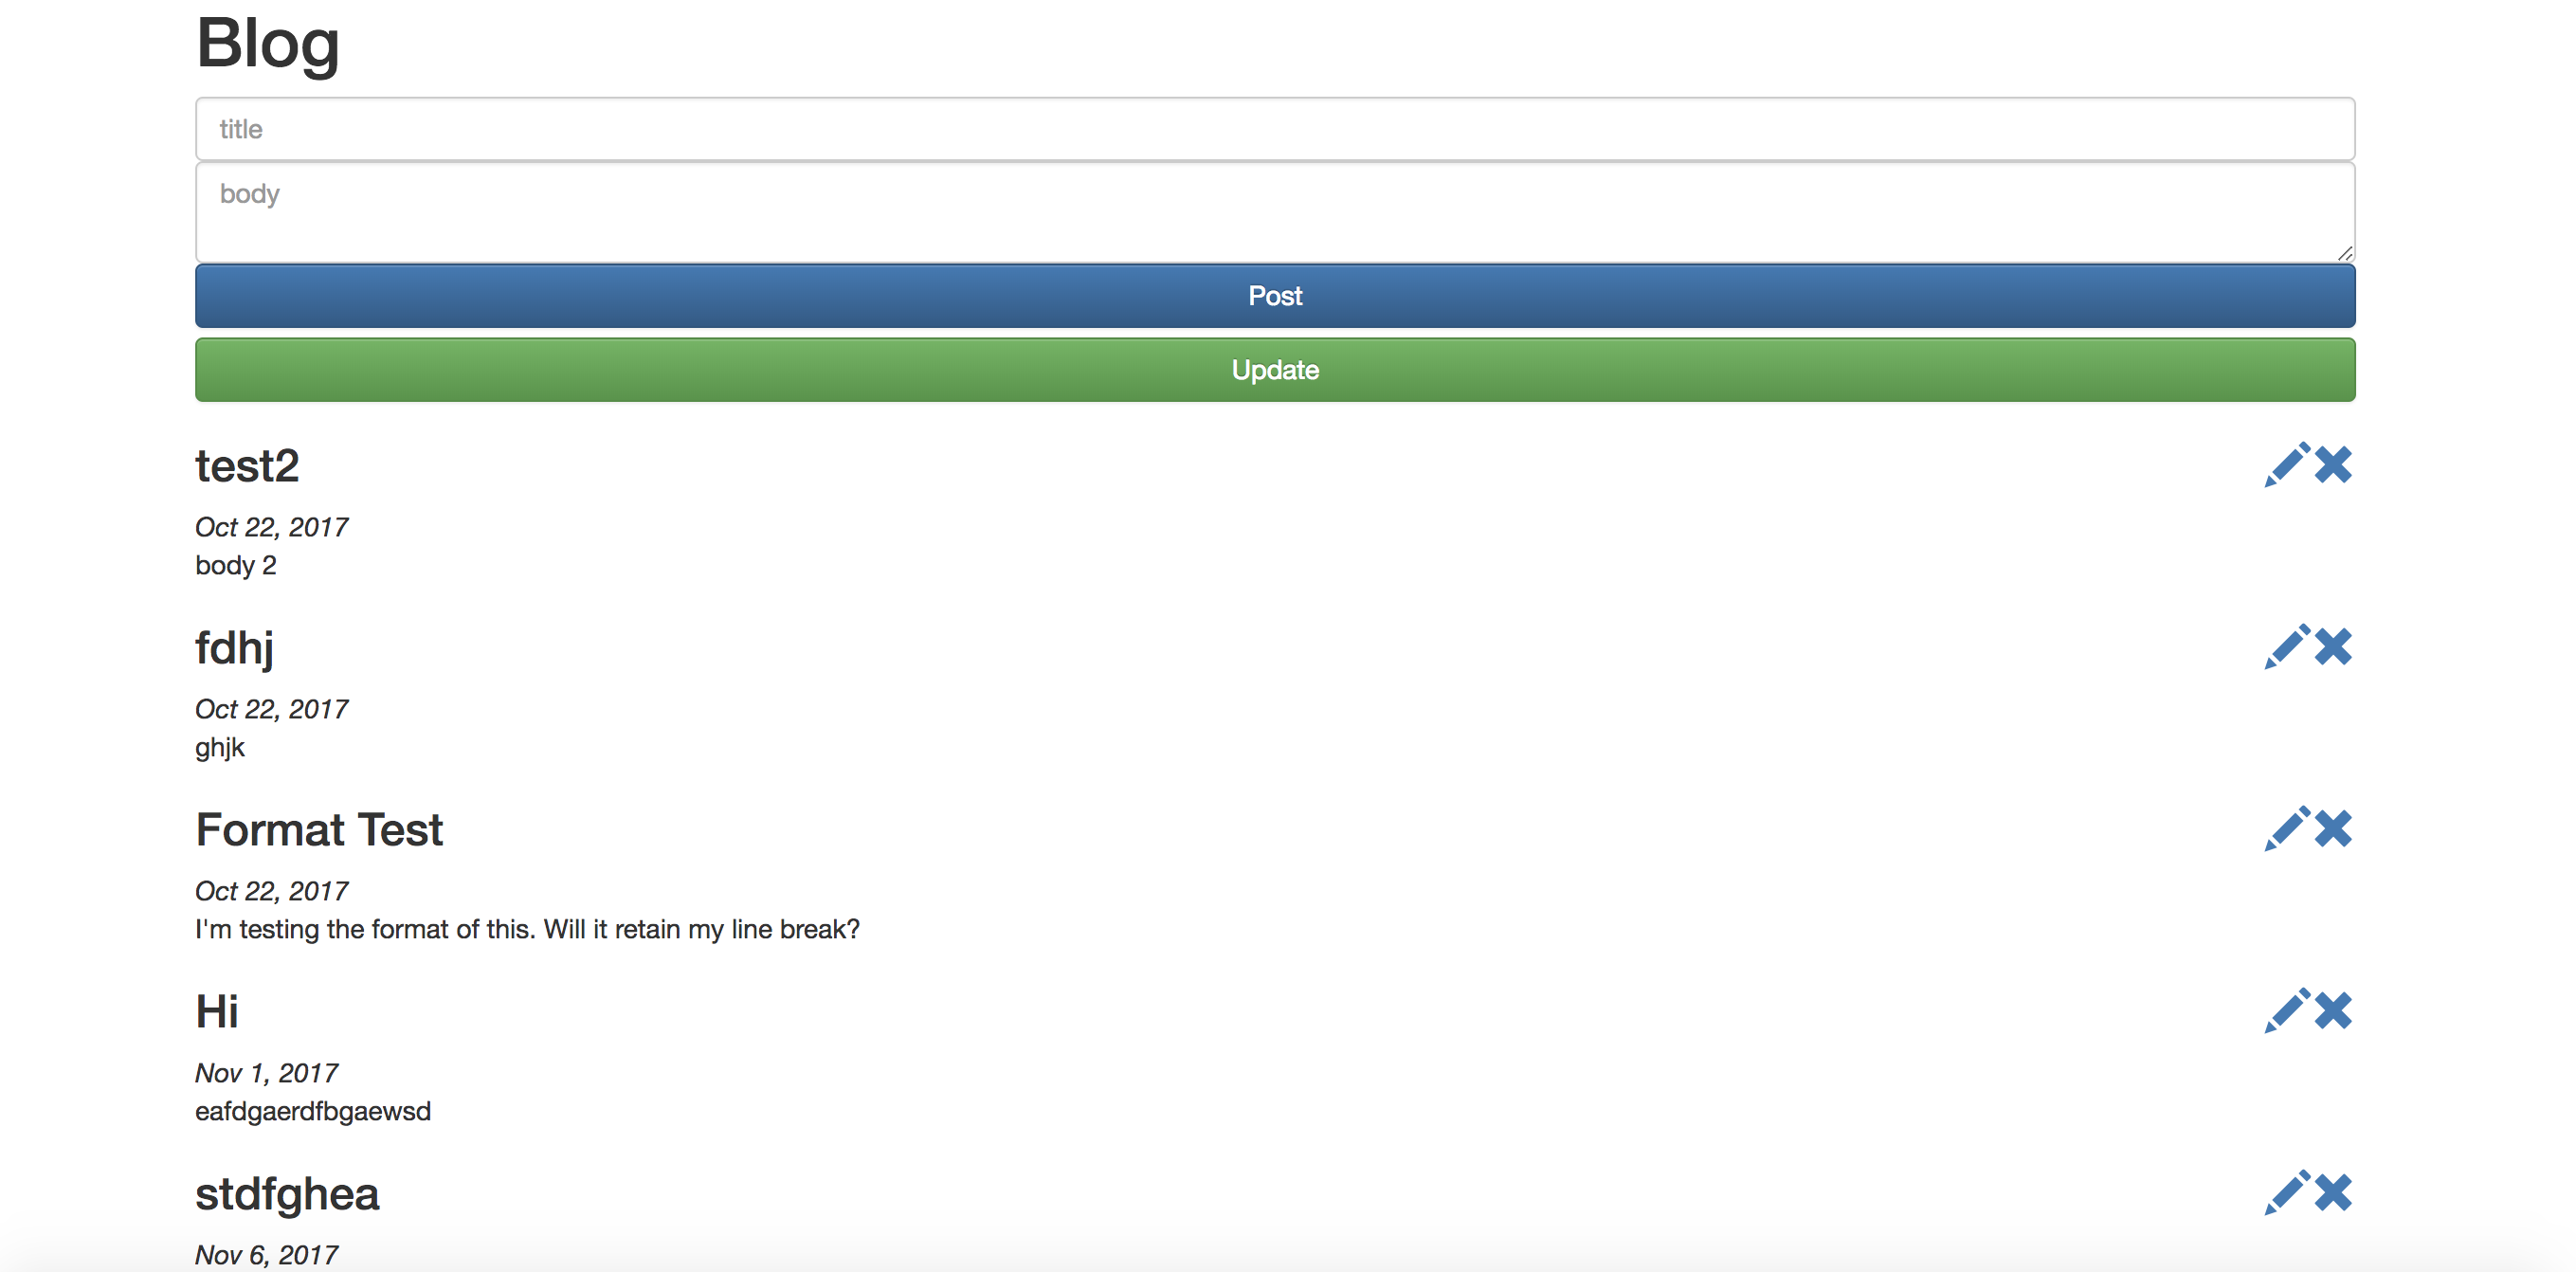 Blog
title
body
Post
Update
test2
Oct 22, 2017
body 2
fdhj
Oct 22, 2017
ghjk
Format Test
Oct 22, 2017
I'm testing the format of this. Will it retain my line break?
Hi
Nov 1, 2017
eafdgaerdfbgaewsd
stdfghea
Nov 6, 2017